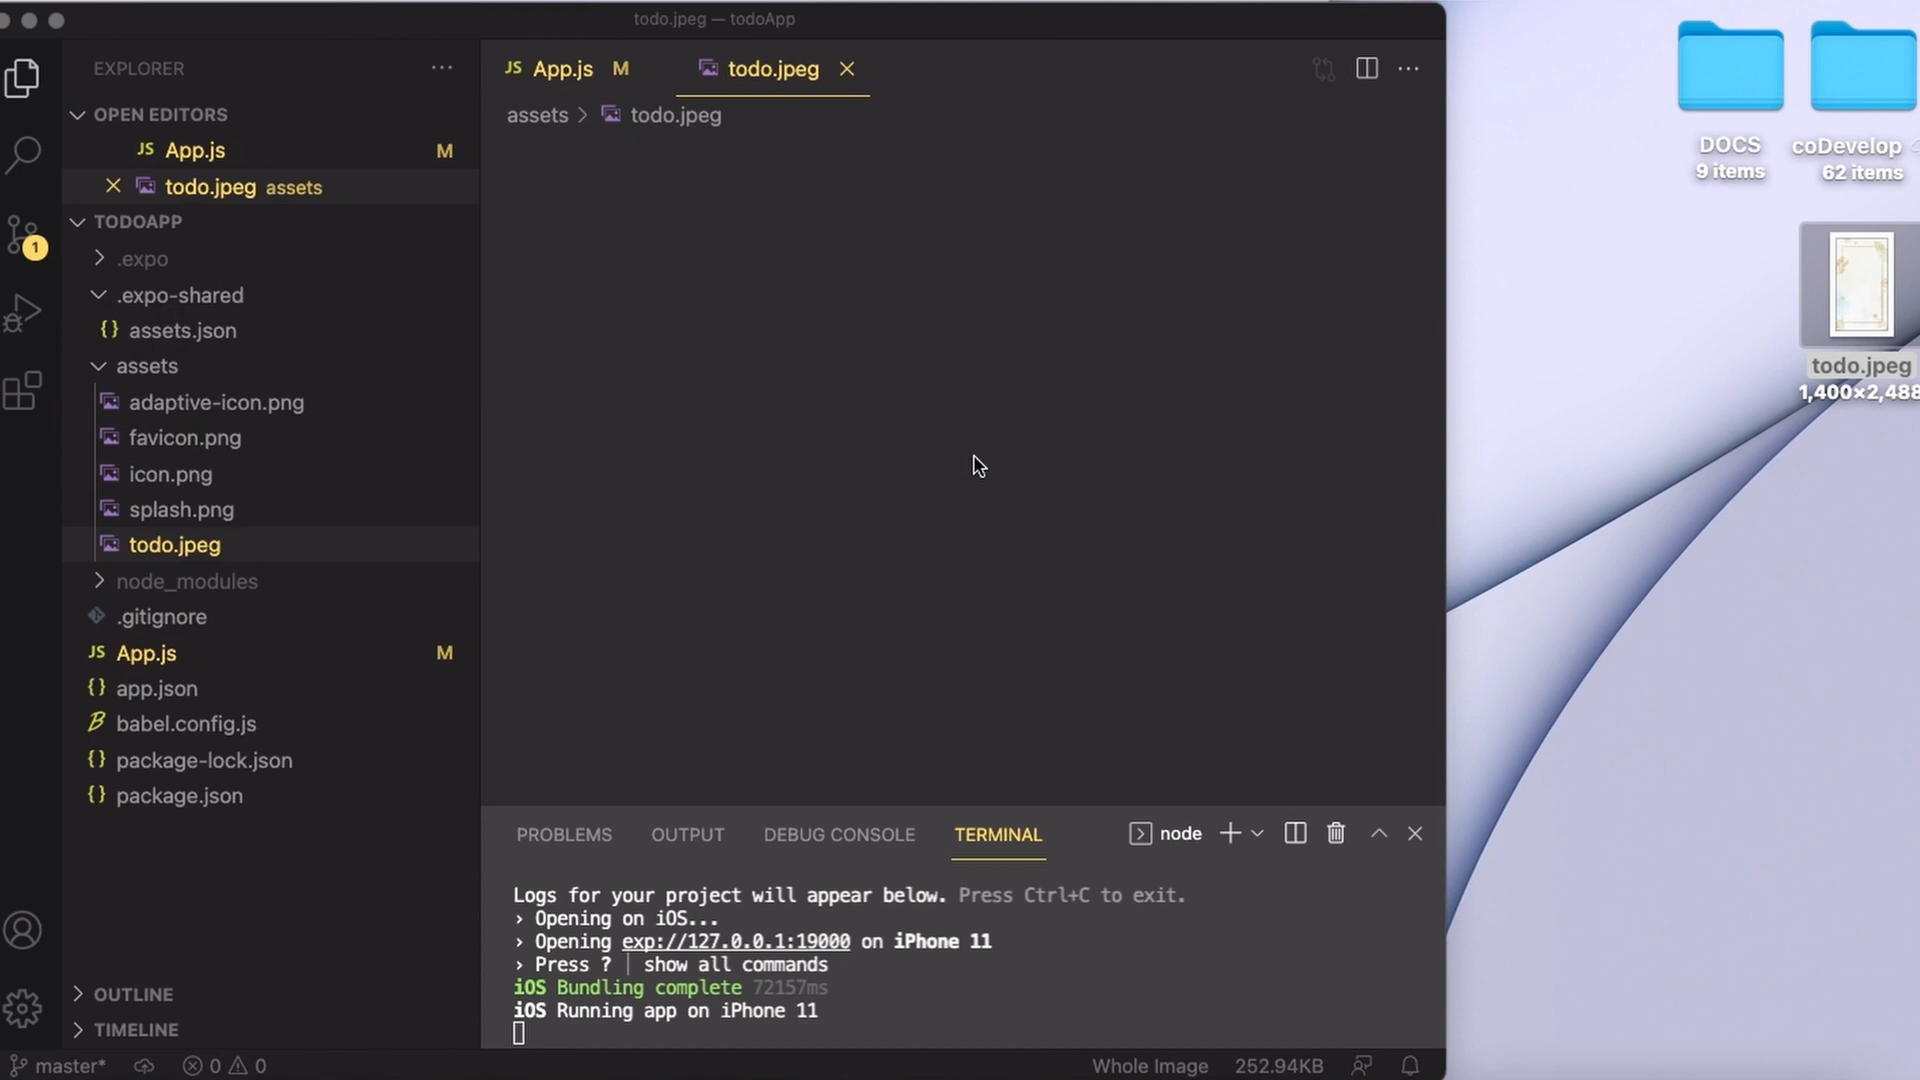 todo.jpeg — todoApp
EXPLORER
OPEN EDITORS
JS App.js M
todo.jpeg assets
TODOAPP
.expo
.expo-shared
{} assets.json
assets
adaptive-icon.png
favicon.png
icon.png
splash.png
todo.jpeg
node_modules
.gitignore
JS App.js M
{} app.json
babel.config.js
{} package-lock.json
{} package.json
OUTLINE
TIMELINE
1
JS App.js M
todo.jpeg
assets > todo.jpeg
PROBLEMS OUTPUT DEBUG CONSOLE TERMINAL
node
Logs for your project will appear below. Press Ctrl+C to exit.
› Opening on iOS...
› Opening exp://127.0.0.1:19000 on iPhone 11
› Press ? │ show all commands
iOS Bundling complete 72157ms
iOS Running app on iPhone 11
master* 0 0 Whole Image 252.94KB
DOCS
9 items
coDevelop
62 items
todo.jpeg
1,400×2,488